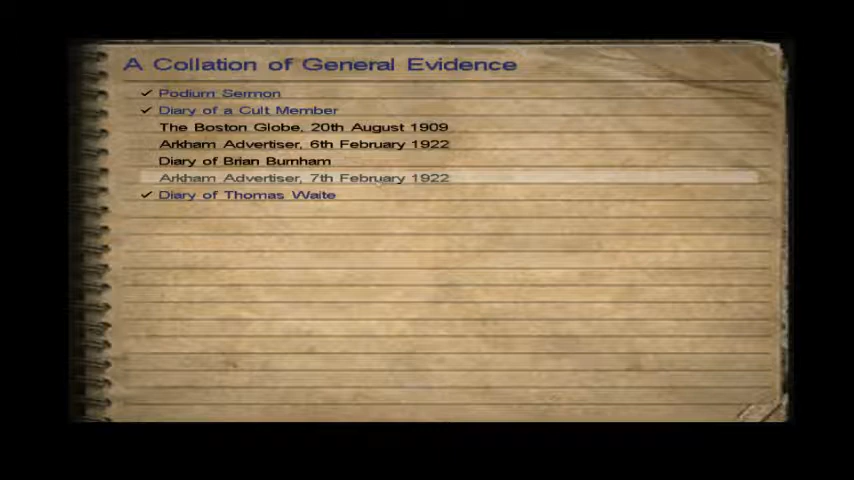 A Collation of General Evidence
Podium Sermon
Diary of a Cult Member
The Boston Globe, 20th August 1909
Arkham Advertiser, 6th February 1922
Diary of Brian Burnham
Arkham Advertiser, 7th February 1922
Diary of Thomas Waite